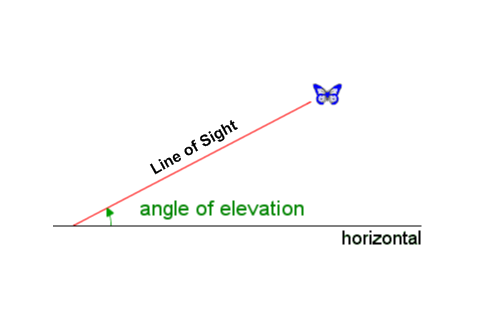 Line of Sight
angle of elevation
horizontal